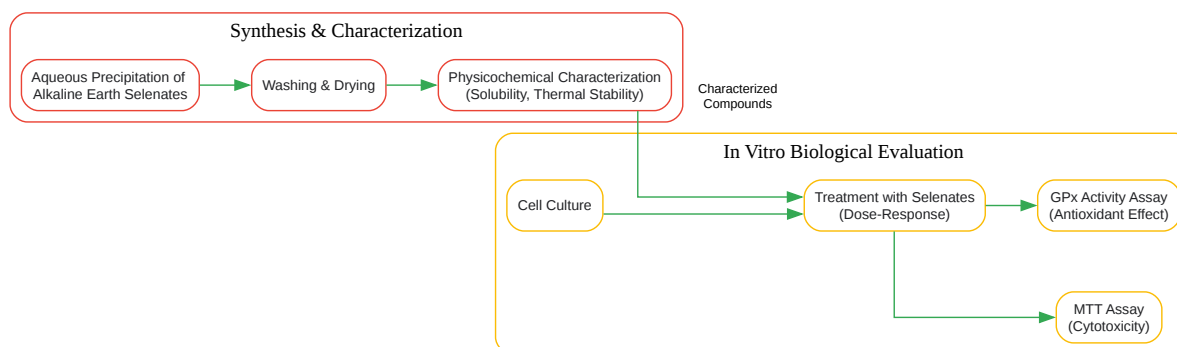 Synthesis & Characterization
Aqueous Precipitation of
Alkaline Earth Selenates
Washing & Drying
Physicochemical Characterization
(Solubility, Thermal Stability)
Characterized
Compounds
In Vitro Biological Evaluation
Cell Culture
Treatment with Selenates
(Dose-Response)
GPx Activity Assay
(Antioxidant Effect)
MTT Assay
(Cytotoxicity)